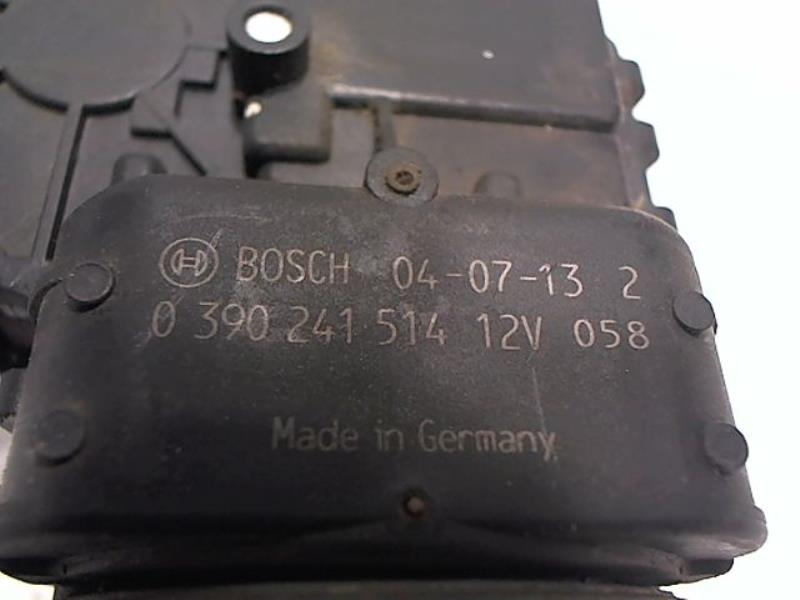 BOSCH 04-07-13 2
0 390 241 514 12V 058
Made in Germany